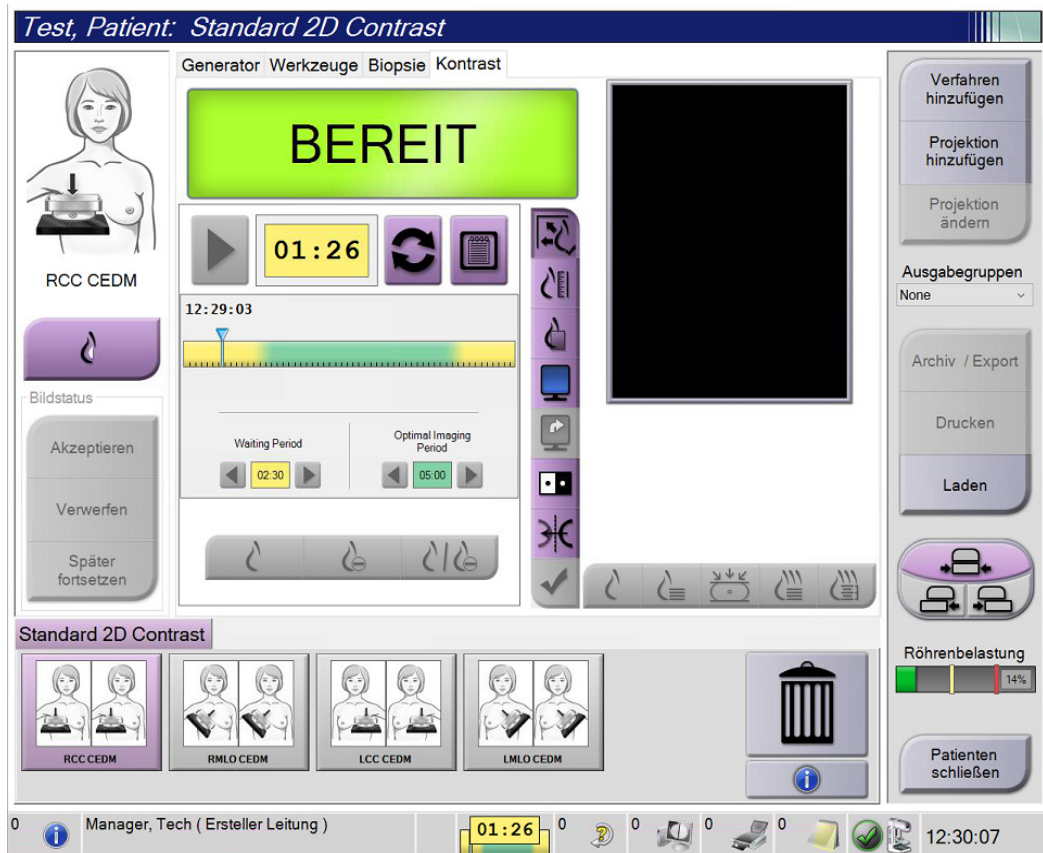 Test, Patient: Standard 2D Contrast
Generator Werkzeuge Biopsie Kontrast
BEREIT
01:26
RCC CEDM
12:29:03
Bildstatus
Akzeptieren
Verwerfen
Später
fortsetzen
Waiting Period
02:30
Optimal Imaging
Period
05:00
Verfahren
hinzufügen
Projektion
hinzufügen
Projektion
ändern
Ausgabegruppen
None
Archiv / Export
Drucken
Laden
Röhrenbelastung
14%
Patienten
schließen
Standard 2D Contrast
RCC CEDM
RMLO CEDM
LCC CEDM
LMLO CEDM
0 Manager, Tech ( Ersteller Leitung ) 01:26 0 0 0 0 12:30:07